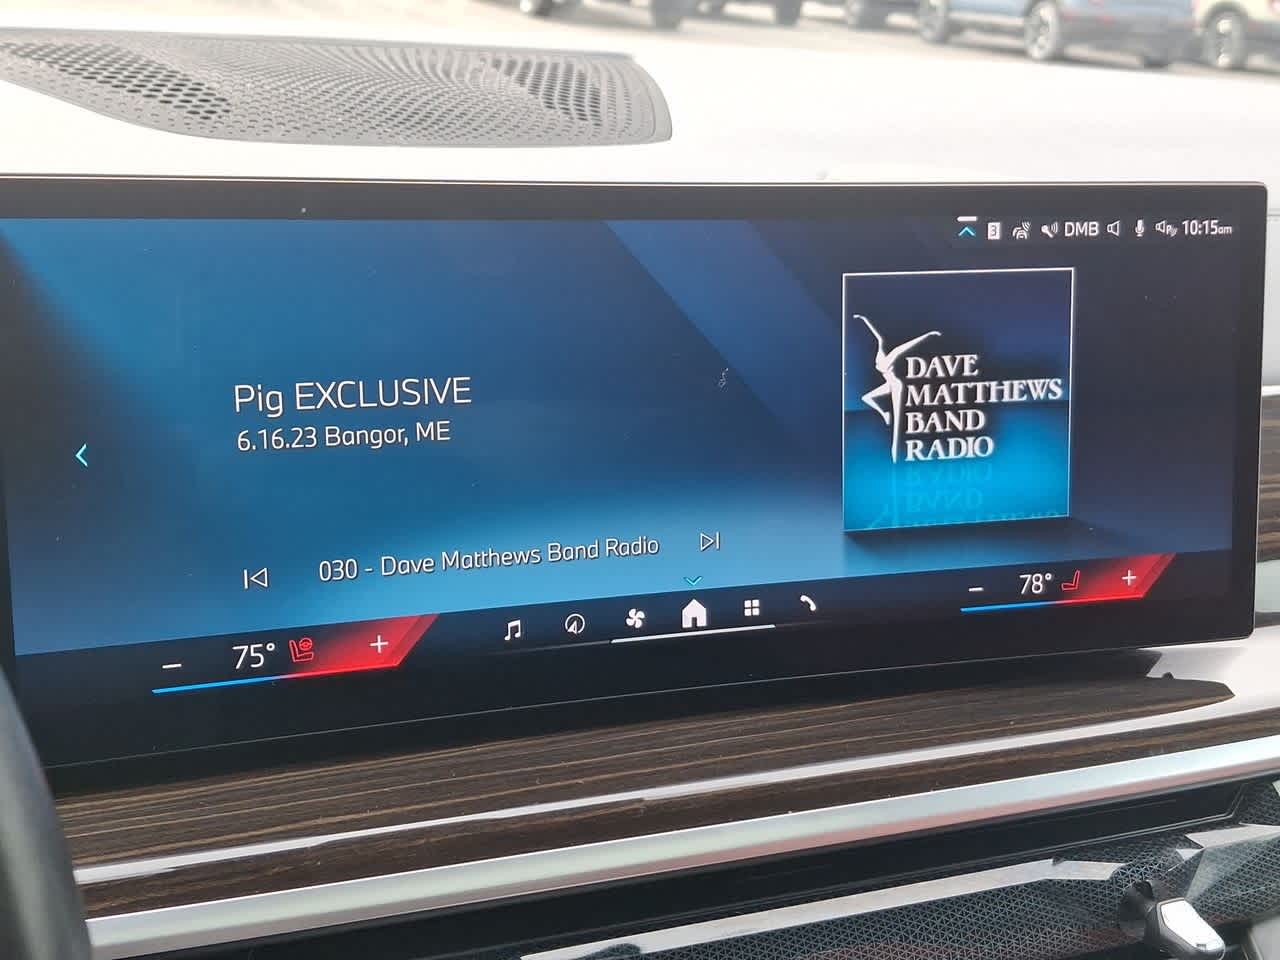 3 DMB 10:15am
Pig EXCLUSIVE
6.16.23 Bangor, ME
DAVE
MATTHEWS
BAND
RADIO
030 - Dave Matthews Band Radio
75°
78°